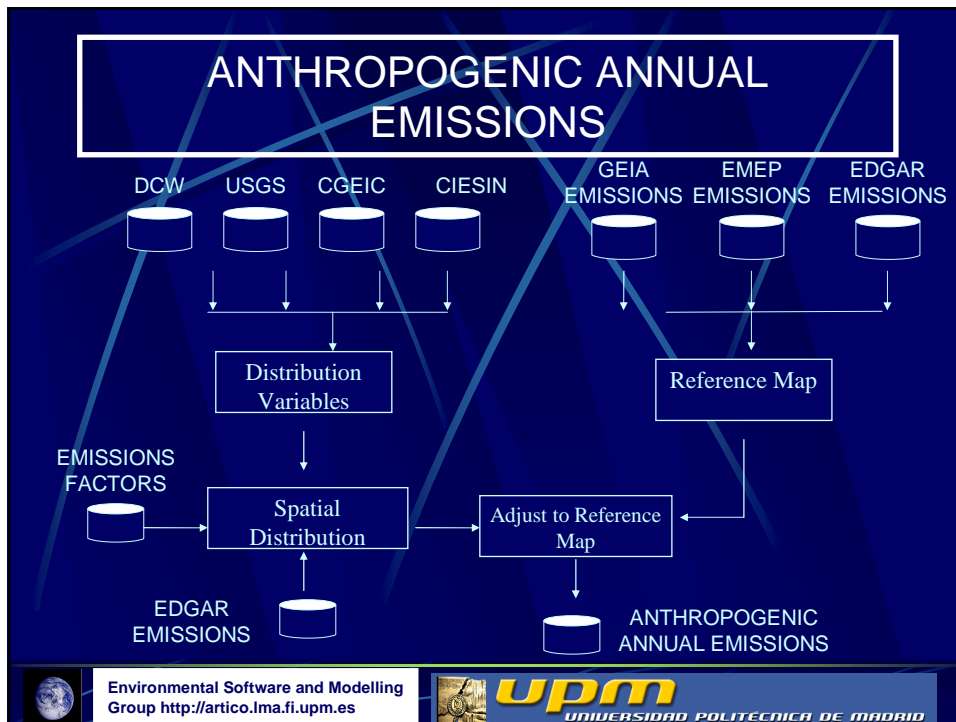 ANTHROPOGENIC ANNUAL
EMISSIONS
DCW
USGS
CGEIC
CIESIN
GEIA
EMISSIONS
EMEP
EMISSIONS
EDGAR
EMISSIONS
Distribution
Variables
Reference Map
EMISSIONS
FACTORS
Spatial
Distribution
Adjust to Reference
Map
EDGAR
EMISSIONS
ANTHROPOGENIC
ANNUAL EMISSIONS
Environmental Software and Modelling
Group http://artico.lma.fi.upm.es
upm
UNIVERSIDAD POLITÉCNICA DE MADRID